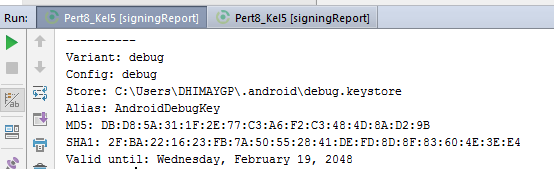 Run: Pert8_Kel5 [signingReport] Pert8_Kel5 [signingReport]
----------
Variant: debug
Config: debug
Store: C:\Users\DHIMAYGP\.android\debug.keystore
Alias: AndroidDebugKey
MD5: DB:D8:5A:31:1F:2E:77:C3:A6:F2:C3:48:4D:8A:D2:9B
SHA1: 2F:BA:22:16:23:FB:7A:50:55:28:41:DE:FD:8D:8F:83:60:4E:3E:E4
Valid until: Wednesday, February 19, 2048